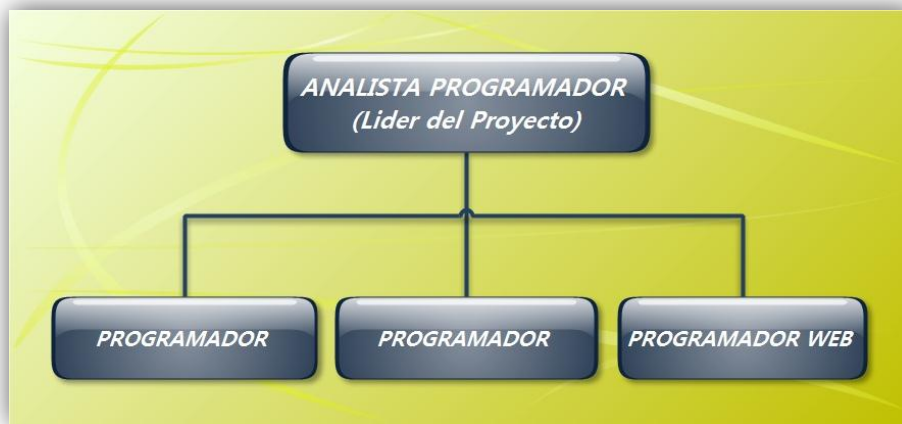 ANALISTA PROGRAMADOR
(Lider del Proyecto)
PROGRAMADOR
PROGRAMADOR
PROGRAMADOR WEB